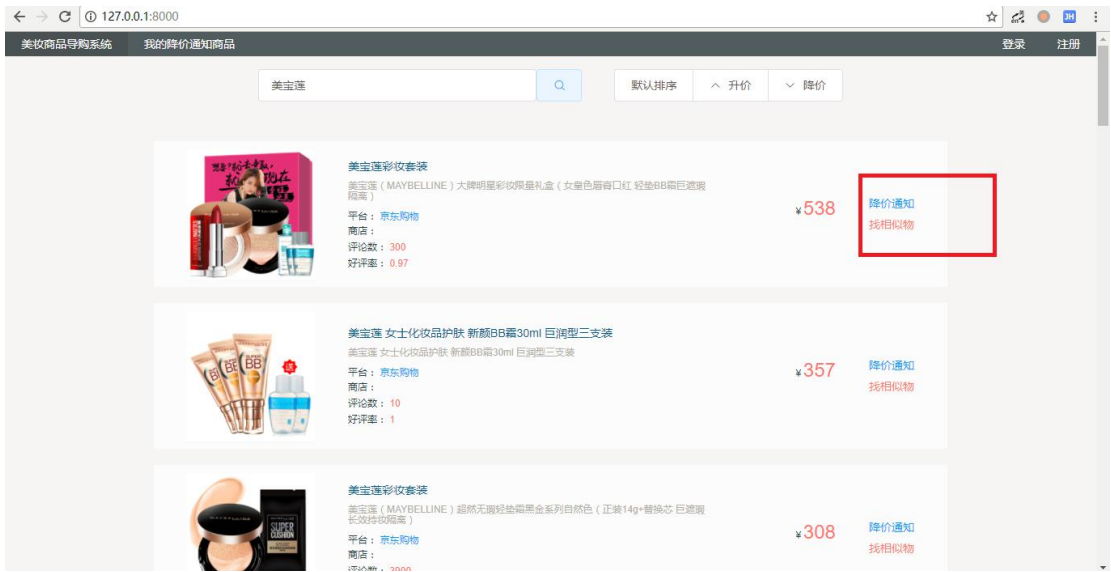 127.0.0.1:8000
JH
美妆商品导购系统 我的降价通知商品 登录 注册
美宝莲 默认排序 升价 降价
美宝莲彩妆套装
美宝莲（MAYBELLINE）大牌明星彩妆限量礼盒（女皇色唇膏口红 轻垫BB霜巨遮瑕
隔离）
平台： 京东购物
商店：
评论数： 300
好评率： 0.97
¥538
降价通知
找相似物
美宝莲 女士化妆品护肤 新颜BB霜30ml 巨润型三支装
美宝莲 女士化妆品护肤 新颜BB霜30ml 巨润型三支装
平台： 京东购物
商店：
评论数： 10
好评率： 1
¥357
降价通知
找相似物
BB
送
美宝莲彩妆套装
美宝莲（MAYBELLINE）超然无瑕轻垫霜黑金系列自然色（正装14g+替换芯 巨遮瑕
长效持妆隔离）
平台： 京东购物
商店：
评论数： 3900
¥308
降价通知
找相似物
SUPER
CUSHION